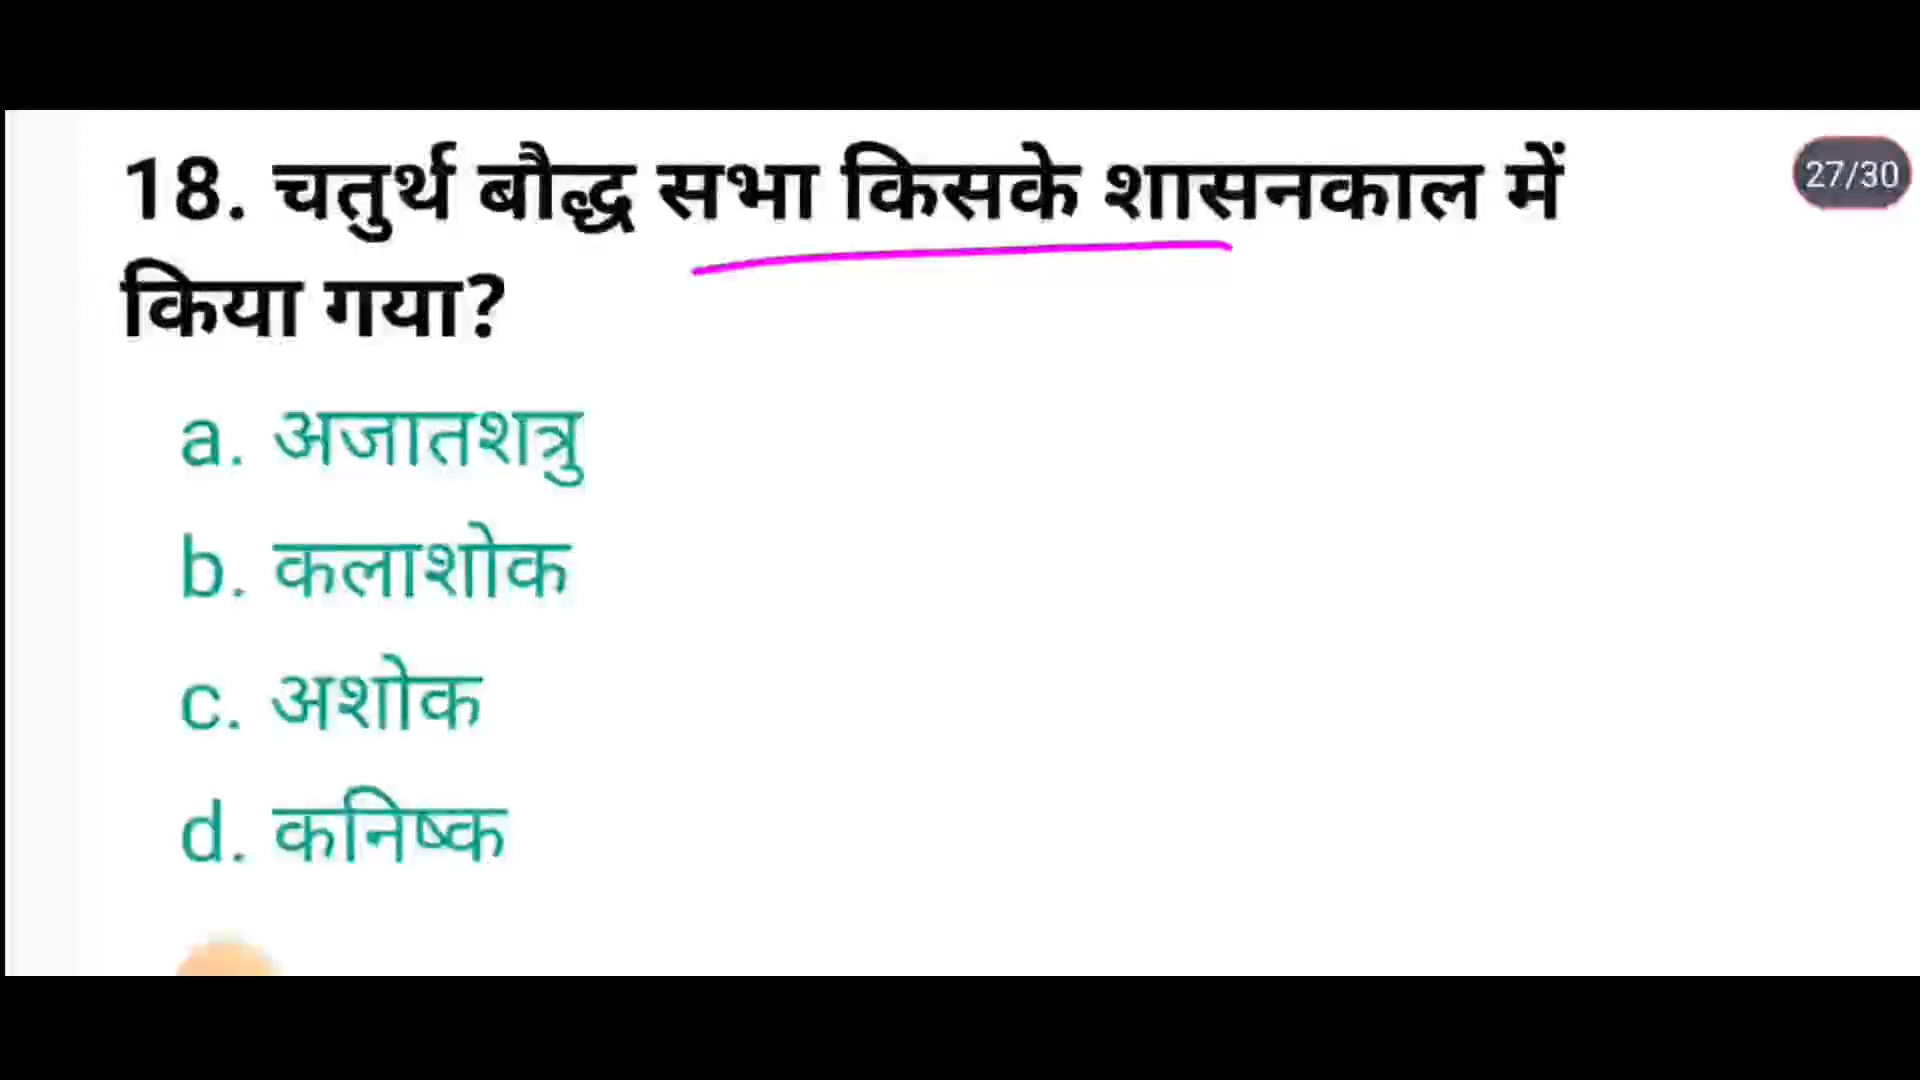 18. चतुर्थ बौद्ध सभा किसके शासनकाल में
27/30
किया गया?
a. अजातशत्रु
b. कलाशोक
c. अशोक
d. कनिष्क